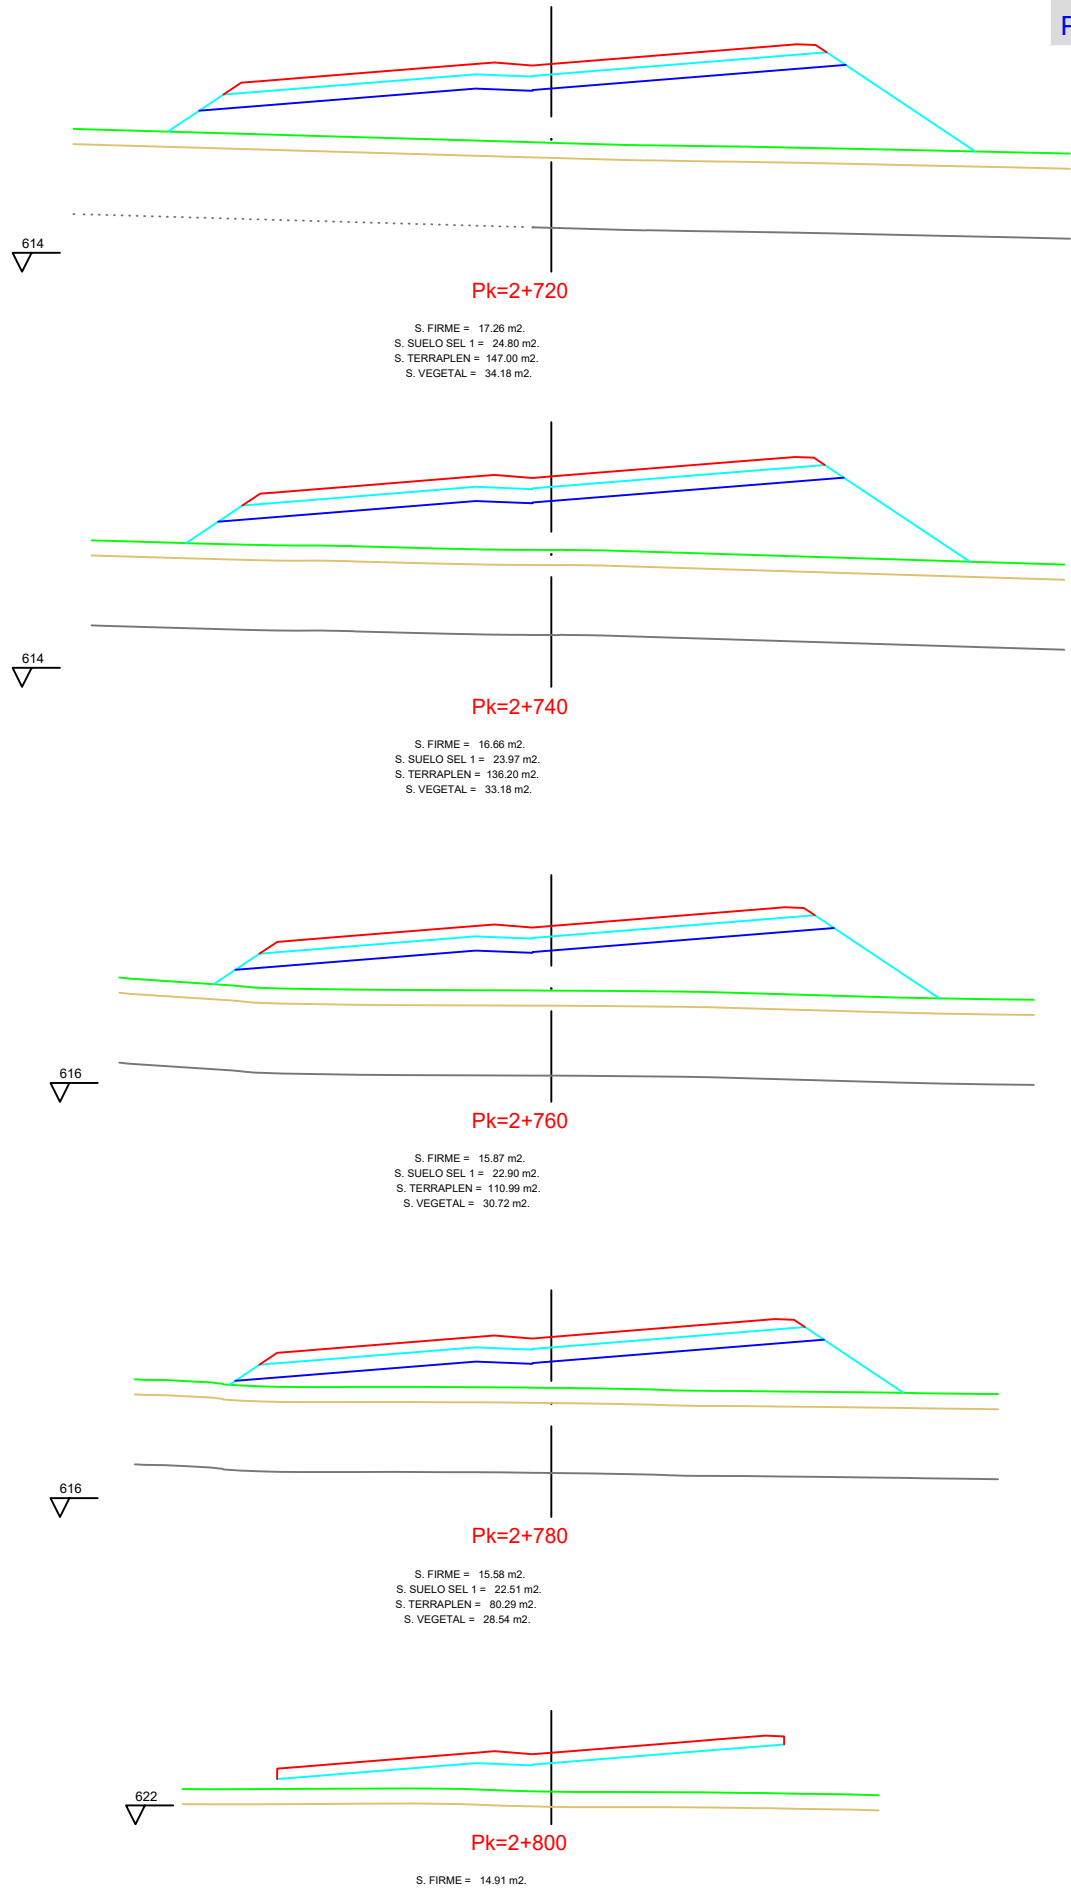 F
614
Pk=2+720
S. FIRME = 17.26 m2.
S. SUELO SEL 1 = 24.80 m2.
S. TERRAPLEN = 147.00 m2.
S. VEGETAL = 34.18 m2.
614
Pk=2+740
S. FIRME = 16.66 m2.
S. SUELO SEL 1 = 23.97 m2.
S. TERRAPLEN = 136.20 m2.
S. VEGETAL = 33.18 m2.
616
Pk=2+760
S. FIRME = 15.87 m2.
S. SUELO SEL 1 = 22.90 m2.
S. TERRAPLEN = 110.99 m2.
S. VEGETAL = 30.72 m2.
616
Pk=2+780
S. FIRME = 15.58 m2.
S. SUELO SEL 1 = 22.51 m2.
S. TERRAPLEN = 80.29 m2.
S. VEGETAL = 28.54 m2.
622
Pk=2+800
S. FIRME = 14.91 m2.